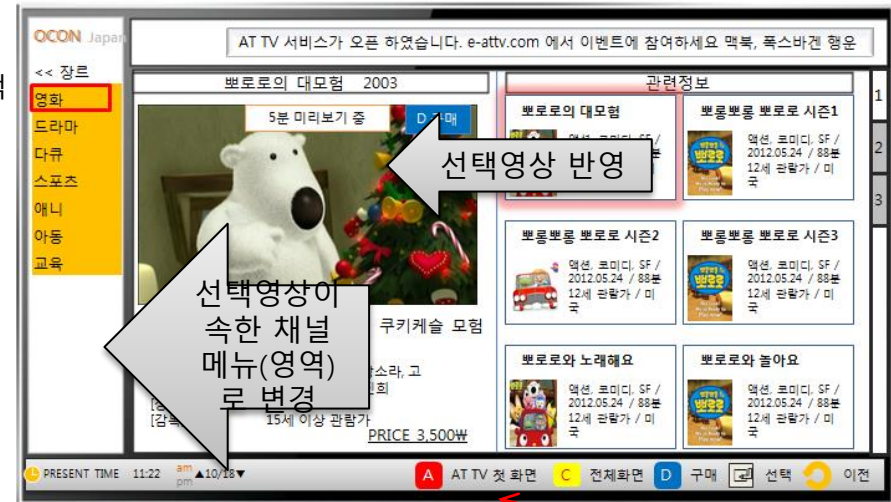 OCON Japan
AT TV 서비스가 오픈 하였습니다. e-attv.com 에서 이벤트에 참여하세요 맥북, 폭스바겐 행운
<< 장르
영화
드라마
다큐
스포츠
애니
아동
교육
뽀로로의 대모험 2003
5분 미리보기 중
D
선택영상 반영
선택영상이
속한 채널
메뉴(영역)
로 변경
쿠키케슬 모험
소라, 고
15세 이상 관람가
PRICE 3,500₩
관련정보
뽀로로의 대모험
뽀롱뽀롱 뽀로로 시즌1
액션, 코미디, SF /
2012.05.24 / 88분
12세 관람가 / 미
국
뽀롱뽀롱 뽀로로 시즌2
액션, 코미디, SF /
2012.05.24 / 88분
12세 관람가 / 미
국
뽀롱뽀롱 뽀로로 시즌3
액션, 코미디, SF /
2012.05.24 / 88분
12세 관람가 / 미
국
뽀로로와 노래해요
액션, 코미디, SF /
2012.05.24 / 88분
12세 관람가 / 미
국
뽀로로와 놀아요
액션, 코미디, SF /
2012.05.24 / 88분
12세 관람가 / 미
국
1
2
3
PRESENT TIME 11:22 am pm ▲10/18▼
A AT TV 첫 화면 C 전체화면 D 구매 선택 이전